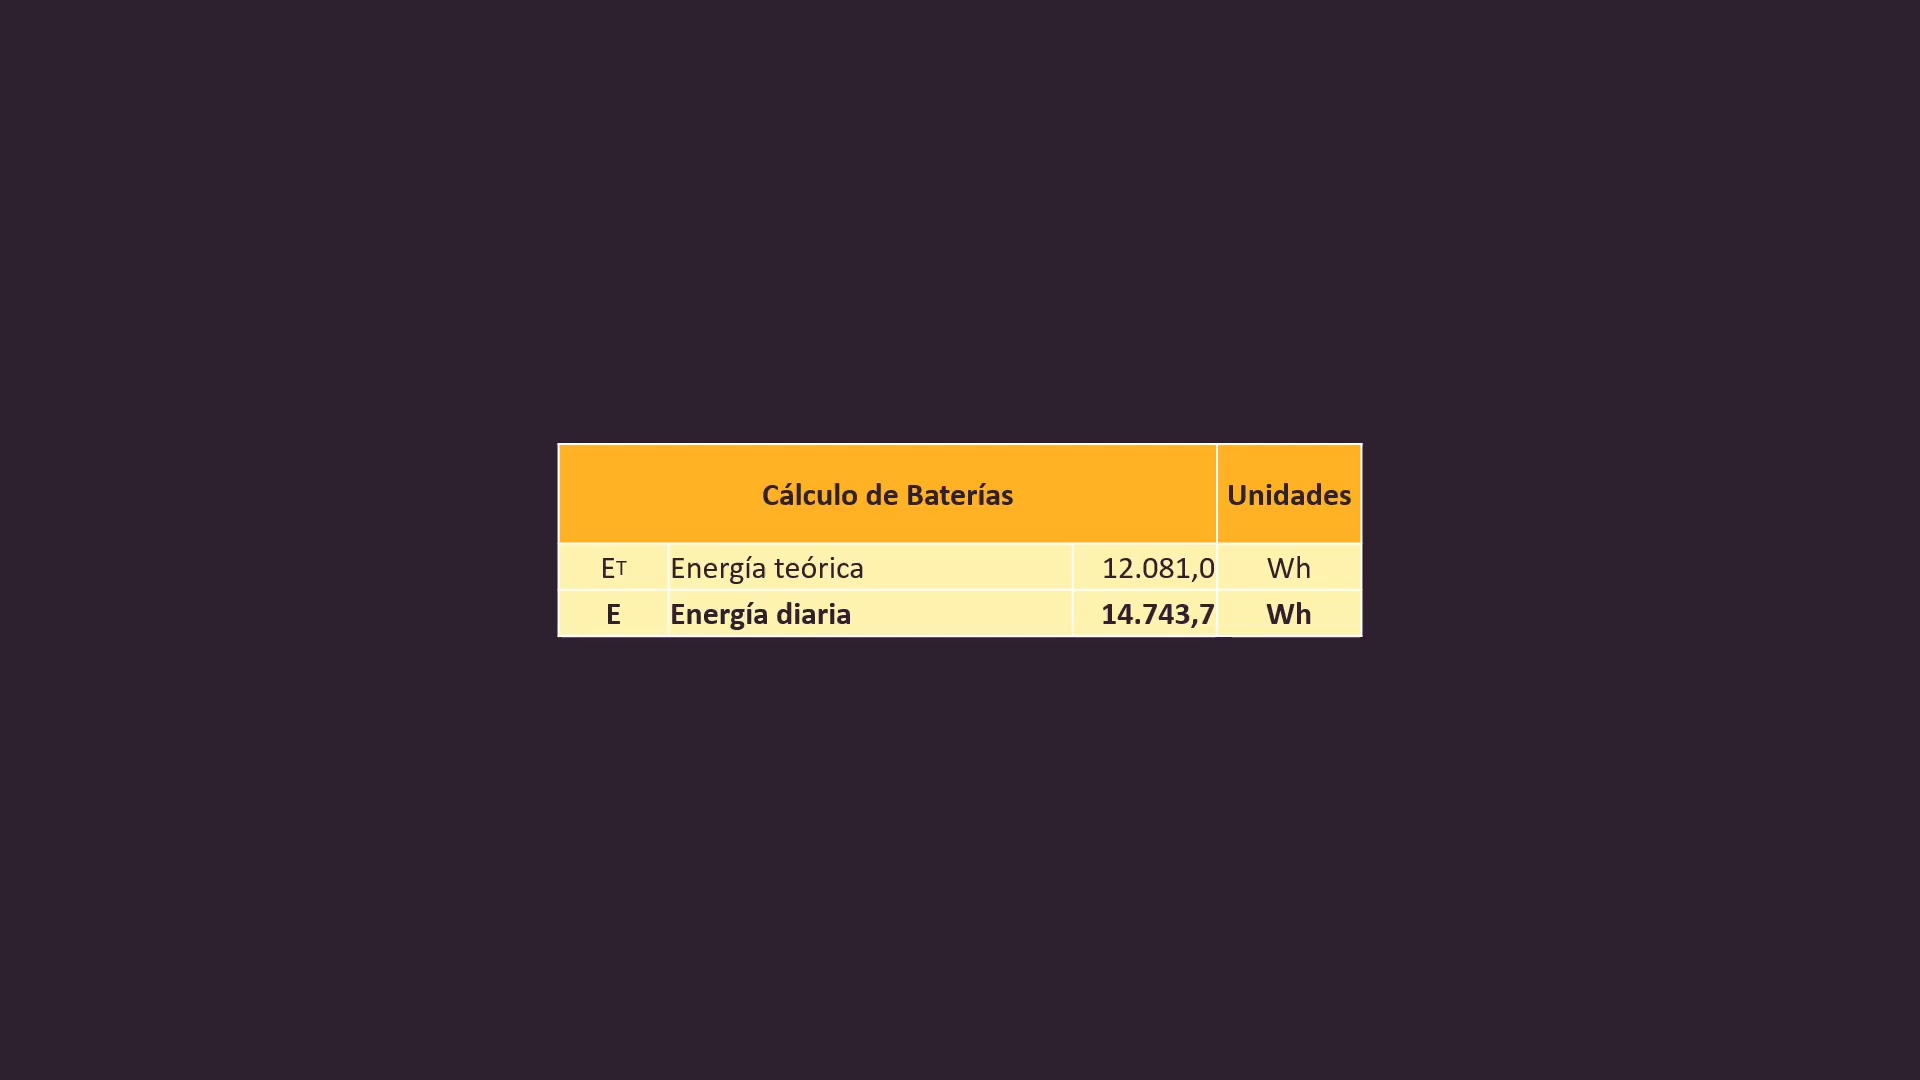 Cálculo de Baterías Unidades
ET Energía teórica 12.081,0 Wh
E Energía diaria 14.743,7 Wh